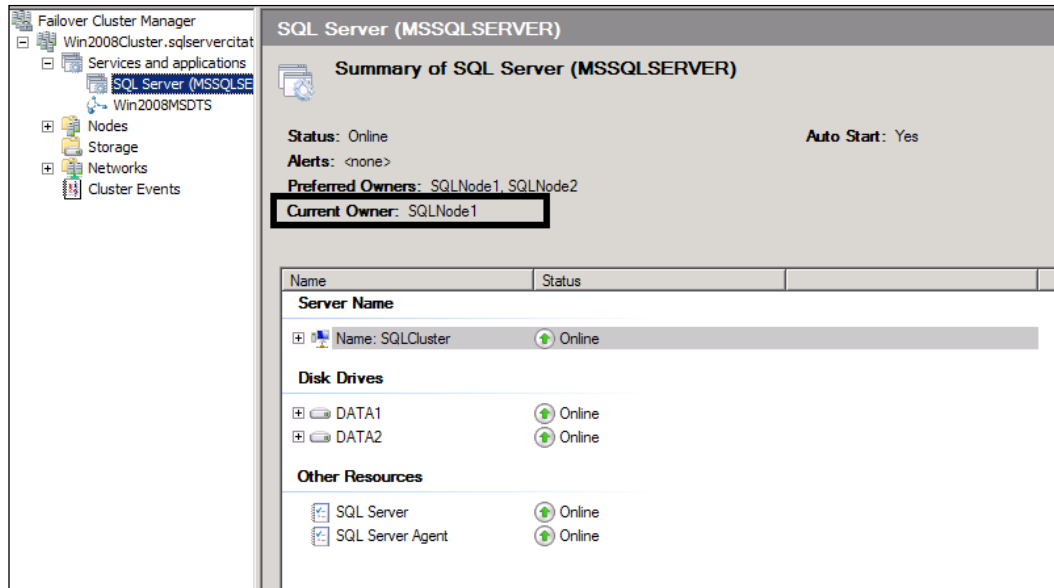 Failover Cluster Manager
Win2008Cluster.sqlservercitat
Services and applications
SQL Server (MSSQLSE
Win2008MSDTS
Nodes
Storage
Networks
Cluster Events
SQL Server (MSSQLSERVER)
Summary of SQL Server (MSSQLSERVER)
Status: Online Auto Start: Yes
Alerts: <none>
Preferred Owners: SQLNode1, SQLNode2
Current Owner: SQLNode1
Name Status
Server Name
Name: SQLCluster Online
Disk Drives
DATA1 Online
DATA2 Online
Other Resources
SQL Server Online
SQL Server Agent Online